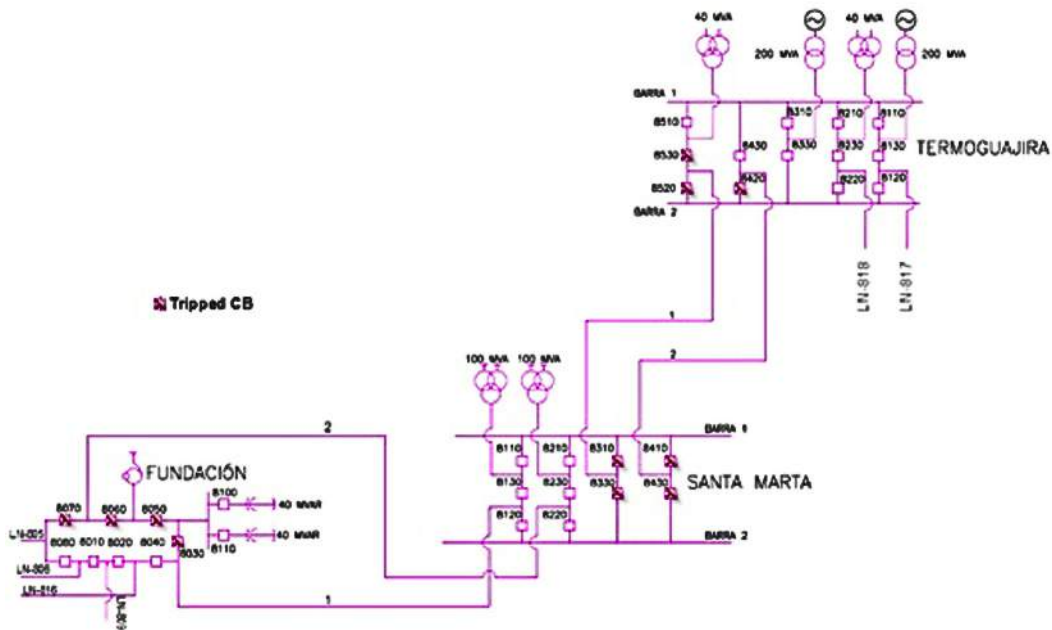 40 MVA
40 MVA
200 MVA
200 MVA
BARRA 1
8510
8310
8210
8110
8530
8430
8330
8230
8130
TERMOGUAJIRA
8520
8420
8220
8120
BARRA 2
LN-818
LN-817
Tripped CB
1
2
100 MVA
100 MVA
2
BARRA 1
8110
8210
8310
8410
FUNDACIÓN
8130
8230
8330
8430
SANTA MARTA
8070
8060
8050
8100
40 MVAR
8120
8220
LN-805
8080
8010
8020
8040
8030
8110
40 MVAR
BARRA 2
LN-806
LN-816
LN-809
1